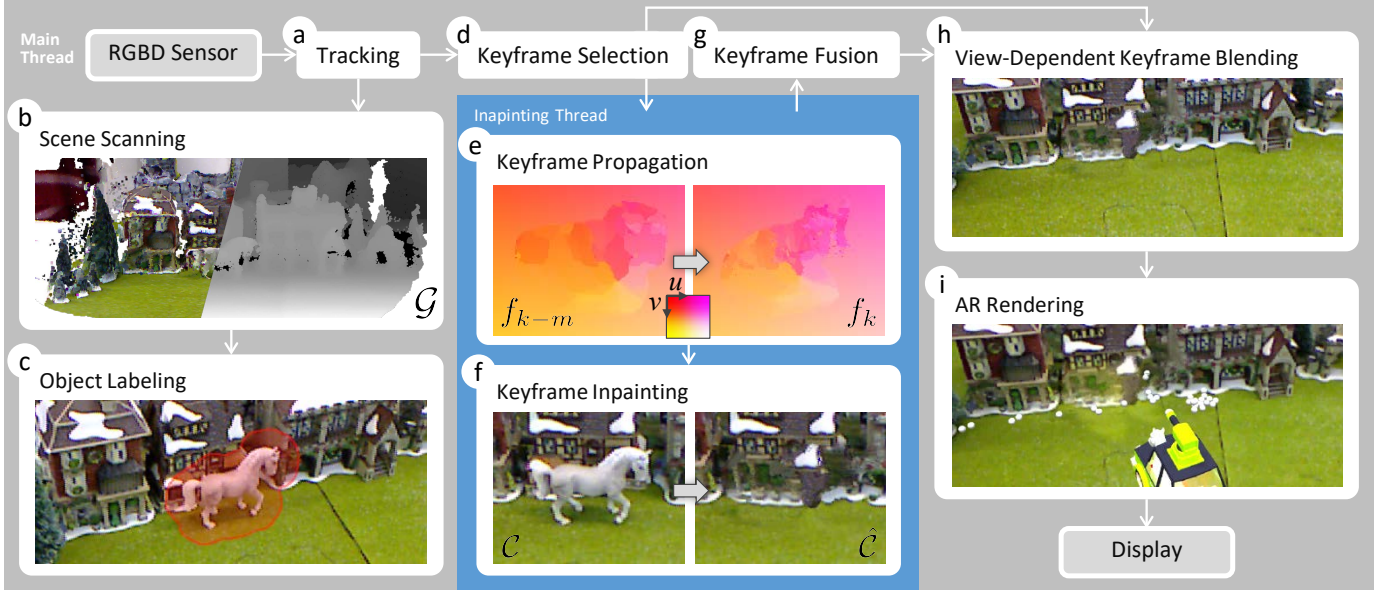 Main
Thread
RGBD Sensor
a
Tracking
b
Scene Scanning
𝒢
c
Object Labeling
d
Keyframe Selection
Inapinting Thread
e
Keyframe Propagation
f_{k−m}
u
v
f_k
f
Keyframe Inpainting
𝒞
𝒞̂
g
Keyframe Fusion
h
View-Dependent Keyframe Blending
i
AR Rendering
Display